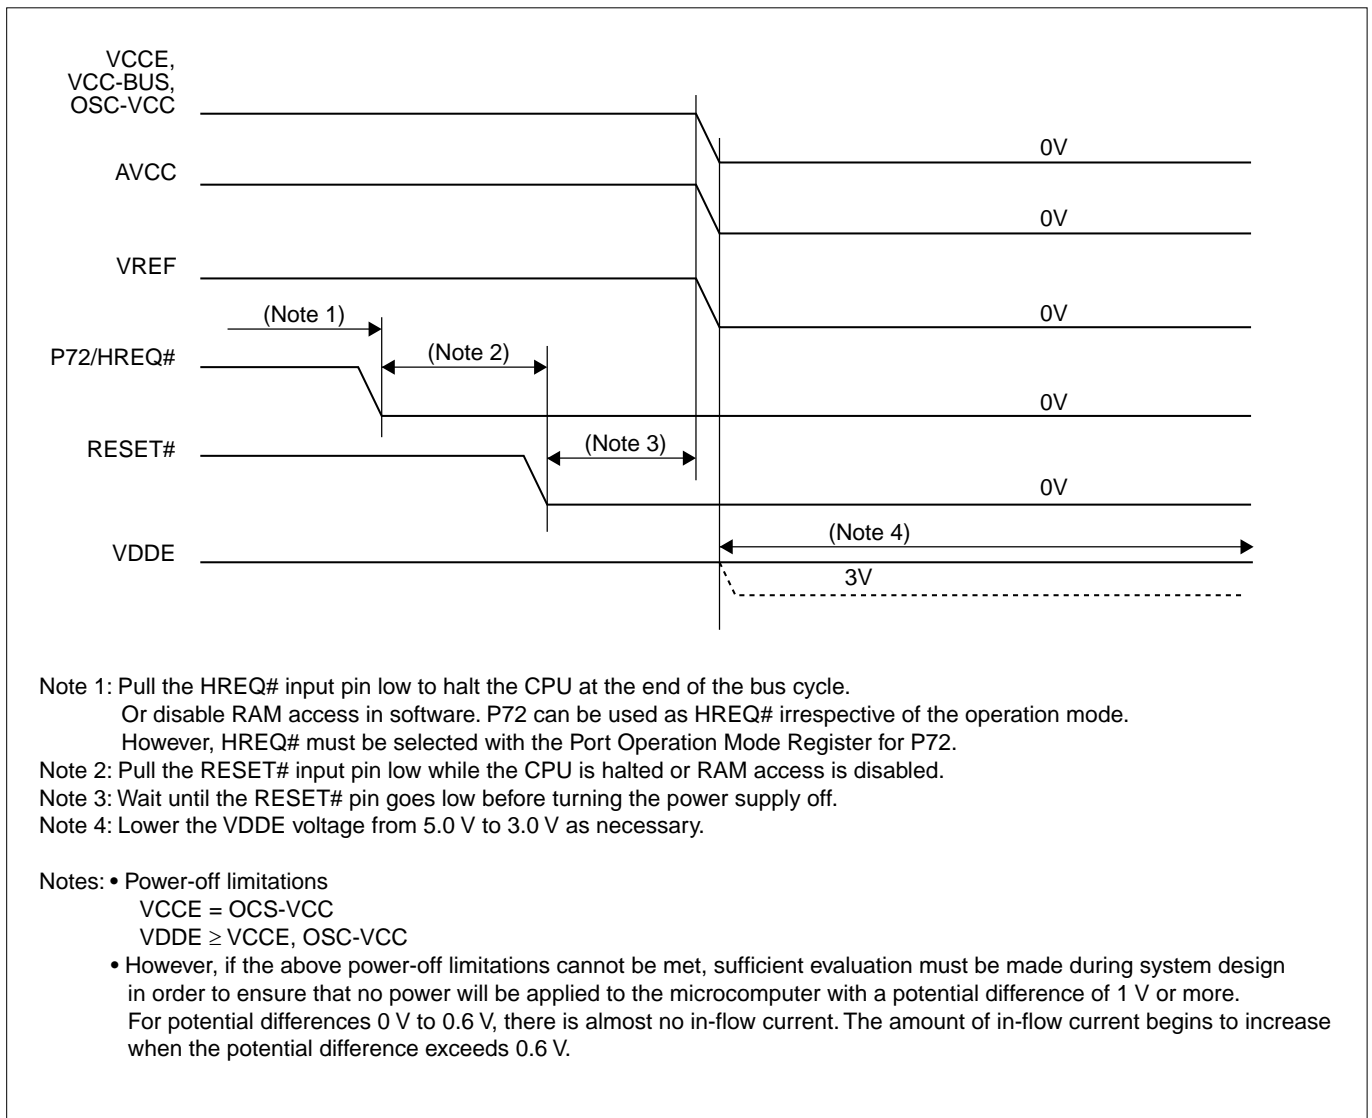 VCCE,
VCC-BUS,
OSC-VCC
0V
AVCC
0V
VREF
0V
(Note 1)
P72/HREQ#
(Note 2)
0V
RESET#
(Note 3)
0V
VDDE
(Note 4)
3V
Note 1: Pull the HREQ# input pin low to halt the CPU at the end of the bus cycle.
Or disable RAM access in software. P72 can be used as HREQ# irrespective of the operation mode.
However, HREQ# must be selected with the Port Operation Mode Register for P72.
Note 2: Pull the RESET# input pin low while the CPU is halted or RAM access is disabled.
Note 3: Wait until the RESET# pin goes low before turning the power supply off.
Note 4: Lower the VDDE voltage from 5.0 V to 3.0 V as necessary.
Notes: • Power-off limitations
VCCE = OCS-VCC
VDDE ≥ VCCE, OSC-VCC
• However, if the above power-off limitations cannot be met, sufficient evaluation must be made during system design
in order to ensure that no power will be applied to the microcomputer with a potential difference of 1 V or more.
For potential differences 0 V to 0.6 V, there is almost no in-flow current. The amount of in-flow current begins to increase
when the potential difference exceeds 0.6 V.